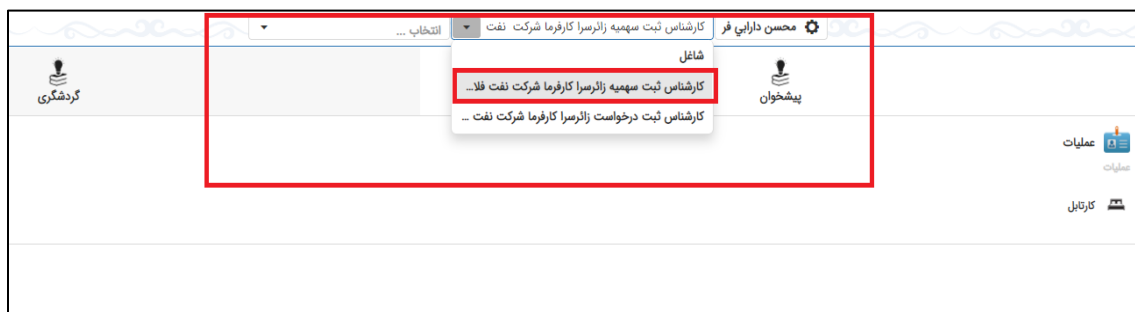 محسن دارابي فر
کارشناس ثبت سهمیه زائرسرا کارفرما شرکت نفت
انتخاب ...
شاغل
کارشناس ثبت سهمیه زائرسرا کارفرما شرکت نفت فلا...
کارشناس ثبت درخواست زائرسرا کارفرما شرکت نفت ...
پیشخوان
گردشگری
عملیات
عملیات
کارتابل